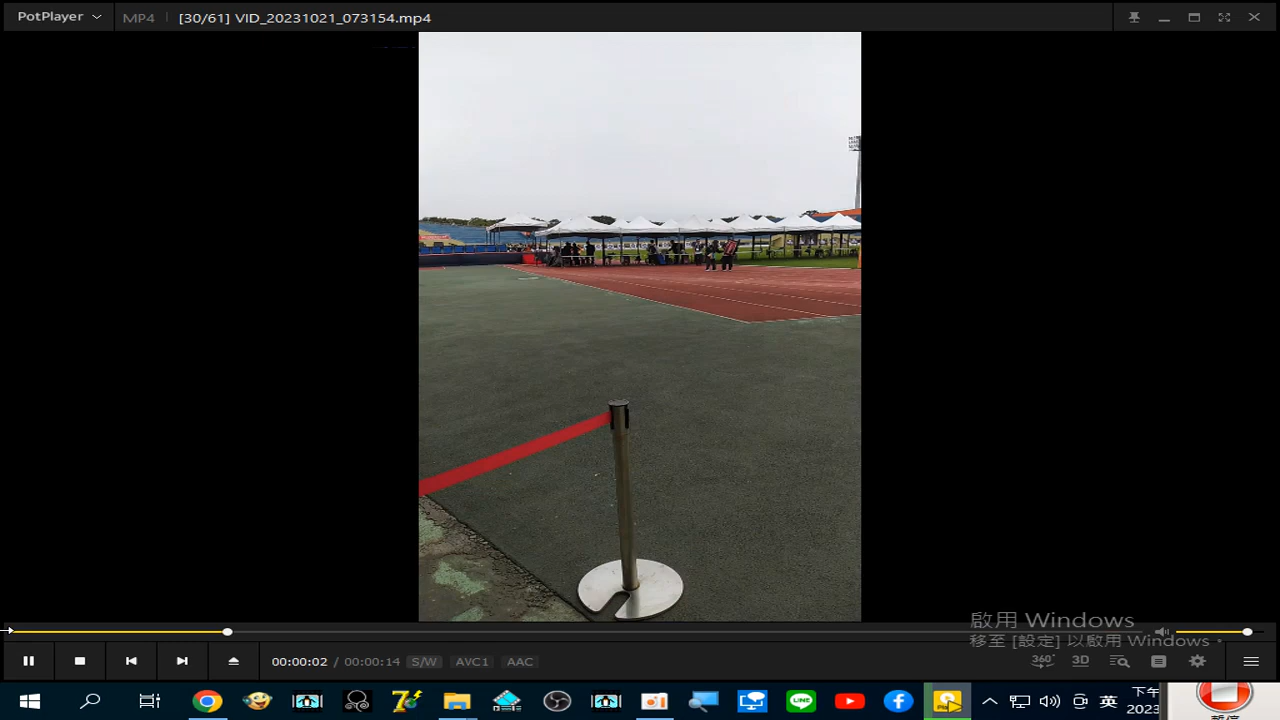 PotPlayer
MP4
[30/61] VID_20231021_073154.mp4
啟用 Windows
移至 [設定] 以啟用 Windows。
00:00:02 / 00:00:14
S/W
AVC1
AAC
360°
3D
英
下午
2023